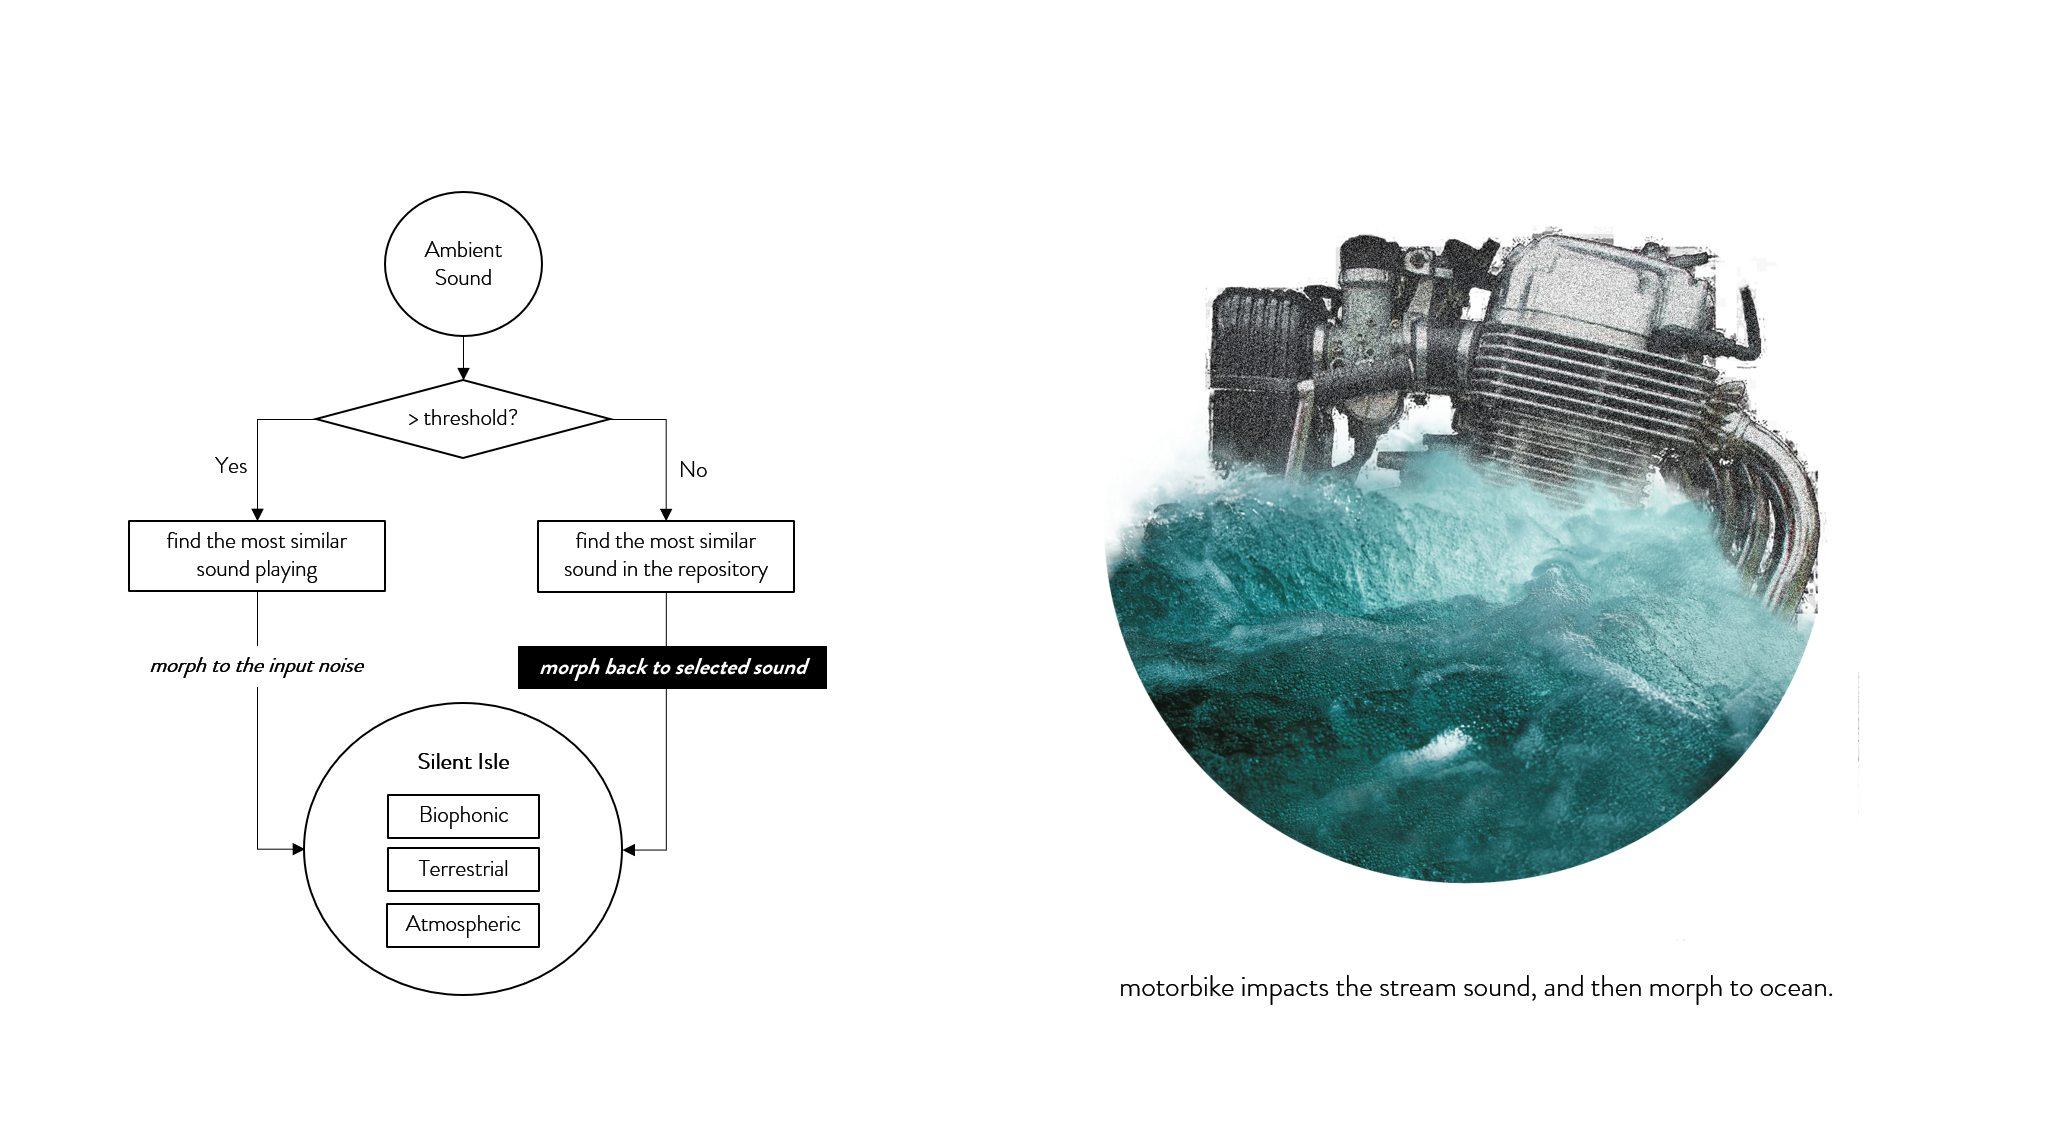 Ambient
Sound
> threshold?
Yes
No
find the most similar
sound playing
find the most similar
sound in the repository
morph to the input noise
morph back to selected sound
Silent Isle
Biophonic
Terrestrial
Atmospheric
motorbike impacts the stream sound, and then morph to ocean.